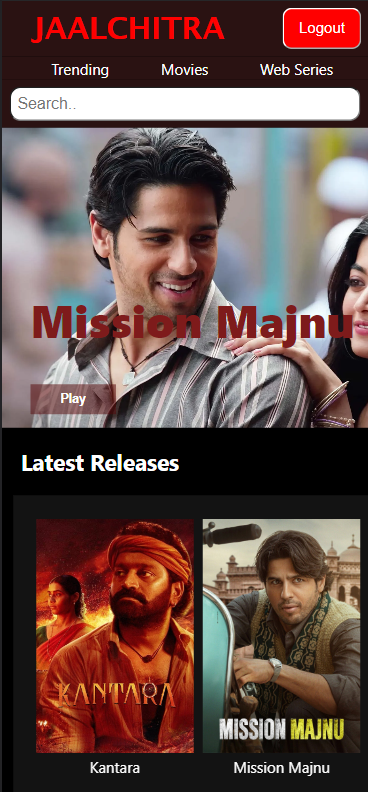 JAALCHITRA
Logout
Trending Movies Web Series
Search..
Mission Majnu
Play
Latest Releases
KANTARA
MISSION MAJNU
Kantara
Mission Majnu